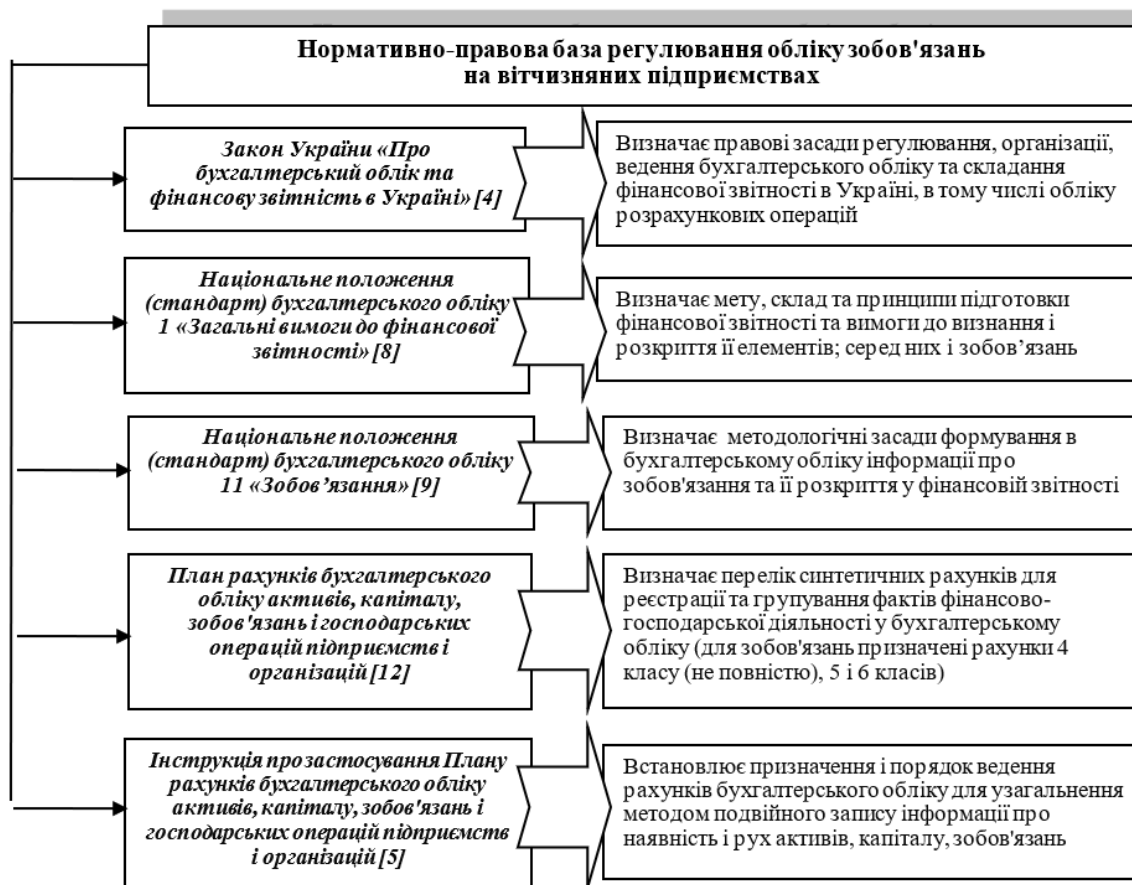 Нормативно-правова база регулювання обліку зобов'язань
на вітчизняних підприємствах
Закон України «Про
бухгалтерський облік та
фінансову звітність в Україні» [4]
Визначає правові засади регулювання, організації,
ведення бухгалтерського обліку та складання
фінансової звітності в Україні, в тому числі обліку
розрахункових операцій
Національне положення
(стандарт) бухгалтерського обліку
1 «Загальні вимоги до фінансової
звітності» [8]
Визначає мету, склад та принципи підготовки
фінансової звітності та вимоги до визнання і
розкриття її елементів; серед них і зобов’язань
Національне положення
(стандарт) бухгалтерського обліку
11 «Зобов’язання» [9]
Визначає методологічні засади формування в
бухгалтерському обліку інформації про
зобов'язання та її розкриття у фінансовій звітності
План рахунків бухгалтерського
обліку активів, капіталу,
зобов'язань і господарських
операцій підприємств і
організацій [12]
Визначає перелік синтетичних рахунків для
реєстрації та групування фактів фінансово-
господарської діяльності у бухгалтерському
обліку (для зобов'язань призначені рахунки 4
класу (не повністю), 5 і 6 класів)
Інструкція про застосування Плану
рахунків бухгалтерського обліку
активів, капіталу, зобов'язань і
господарських операцій підприємств
і організацій [5]
Встановлює призначення і порядок ведення
рахунків бухгалтерського обліку для узагальнення
методом подвійного запису інформації про
наявність і рух активів, капіталу, зобов'язань